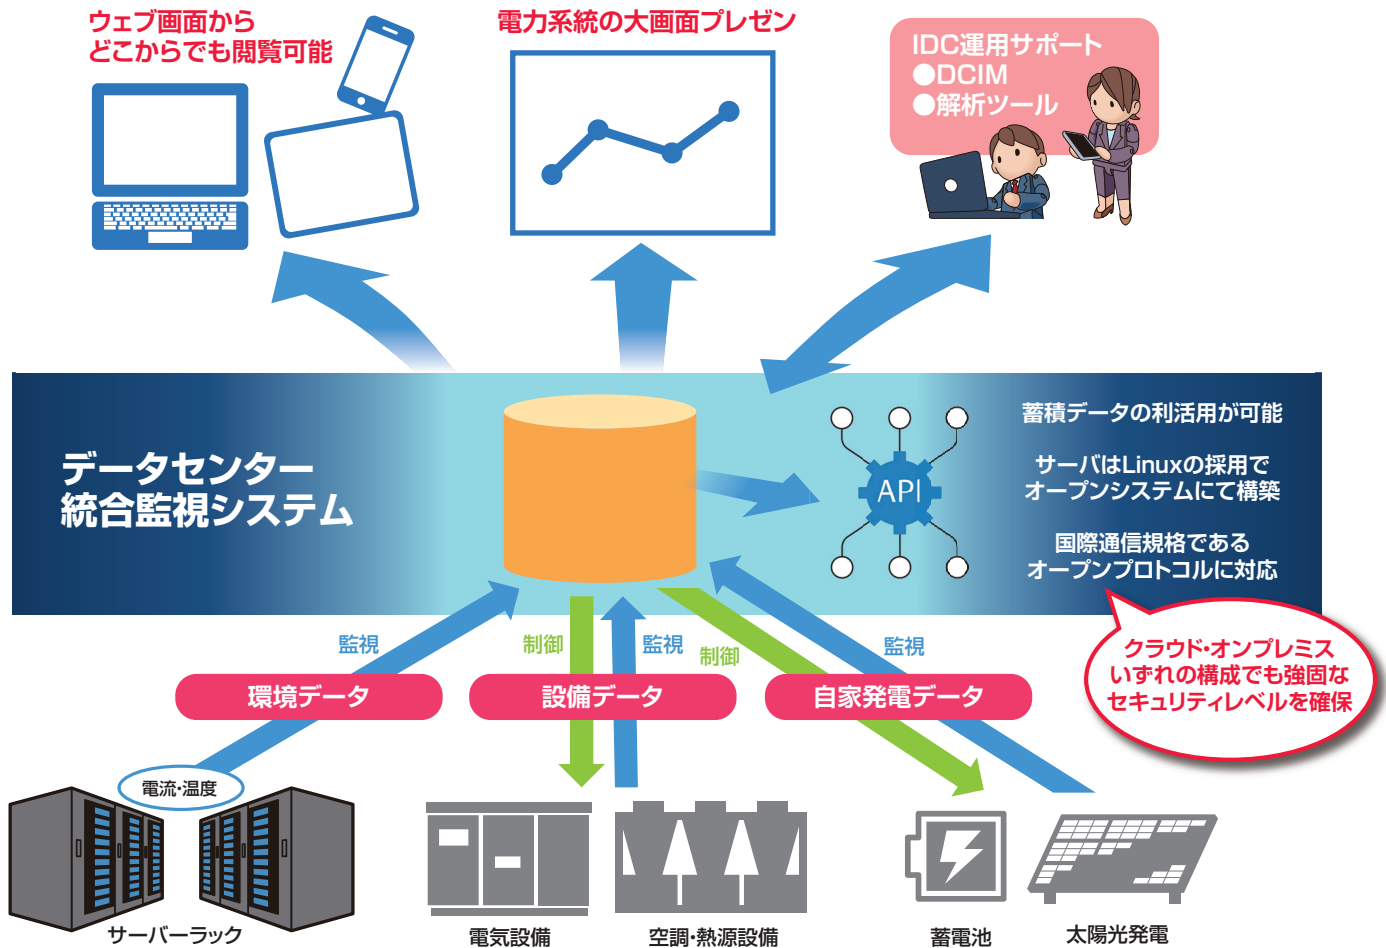 ウェブ画面から
どこからでも閲覧可能
電力系統の大画面プレゼン
IDC運用サポート
●DCIM
●解析ツール
データセンター
統合監視システム
API
蓄積データの利活用が可能
サーバはLinuxの採用で
オープンシステムにて構築
国際通信規格である
オープンプロトコルに対応
クラウド・オンプレミス
いずれの構成でも強固な
セキュリティレベルを確保
監視
制御
監視
制御
監視
環境データ
設備データ
自家発電データ
電流・温度
サーバーラック
電気設備
空調・熱源設備
蓄電池
太陽光発電